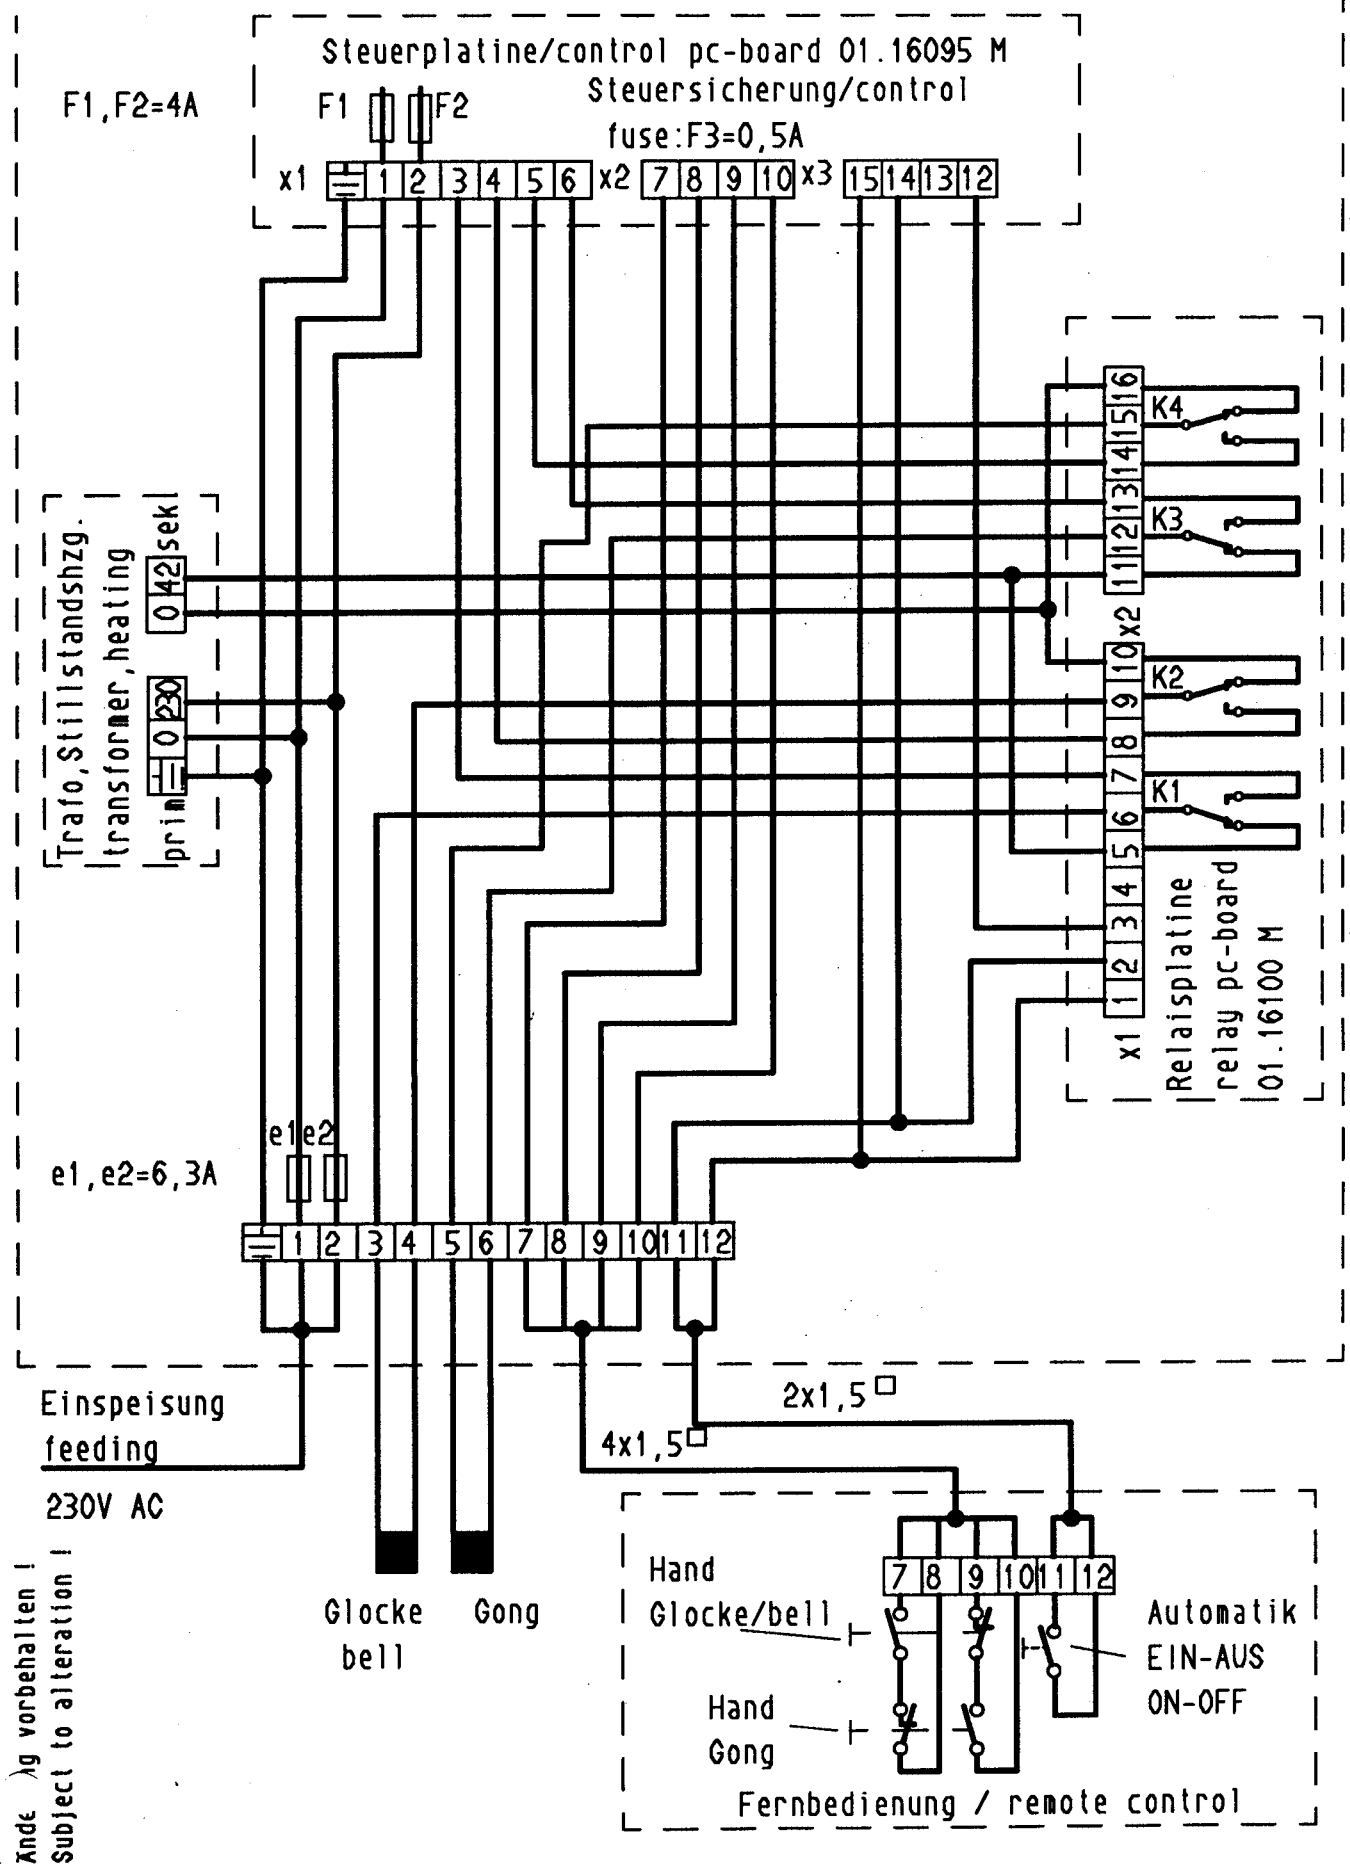 Steuerplatine/control pc-board 01.16095 M
Steuersicherung/control
fuse:F3=0,5A
F1,F2=4A
F1
F2
x1
1 2 3 4 5 6
x2
7 8 9 10
x3
15 14 13 12
16
15
14
13
12
11
x2
10
9
8
7
6
5
4
3
2
1
x1
K4
K3
K2
K1
Relaisplatine
relay pc-board
01.16100 M
Trafo,Stillstandshzg.
transformer,heating
sek
42
0
230
0
prim
e1 e2
e1,e2=6,3A
1 2 3 4 5 6 7 8 9 10 11 12
Einspeisung
feeding
230V AC
2x1,5□
4x1,5□
Glocke
bell
Gong
7 8 9 10 11 12
Hand
Glocke/bell
Hand
Gong
Automatik
EIN-AUS
ON-OFF
Fernbedienung / remote control
vorbehalten !
Subject to alteration !